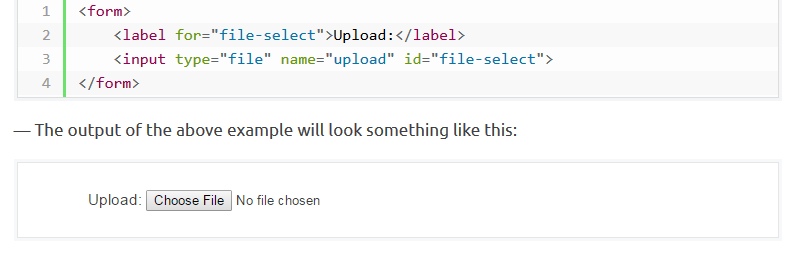 1 <form>
2     <label for="file-select">Upload:</label>
3     <input type="file" name="upload" id="file-select">
4 </form>
— The output of the above example will look something like this:
Upload: Choose File No file chosen